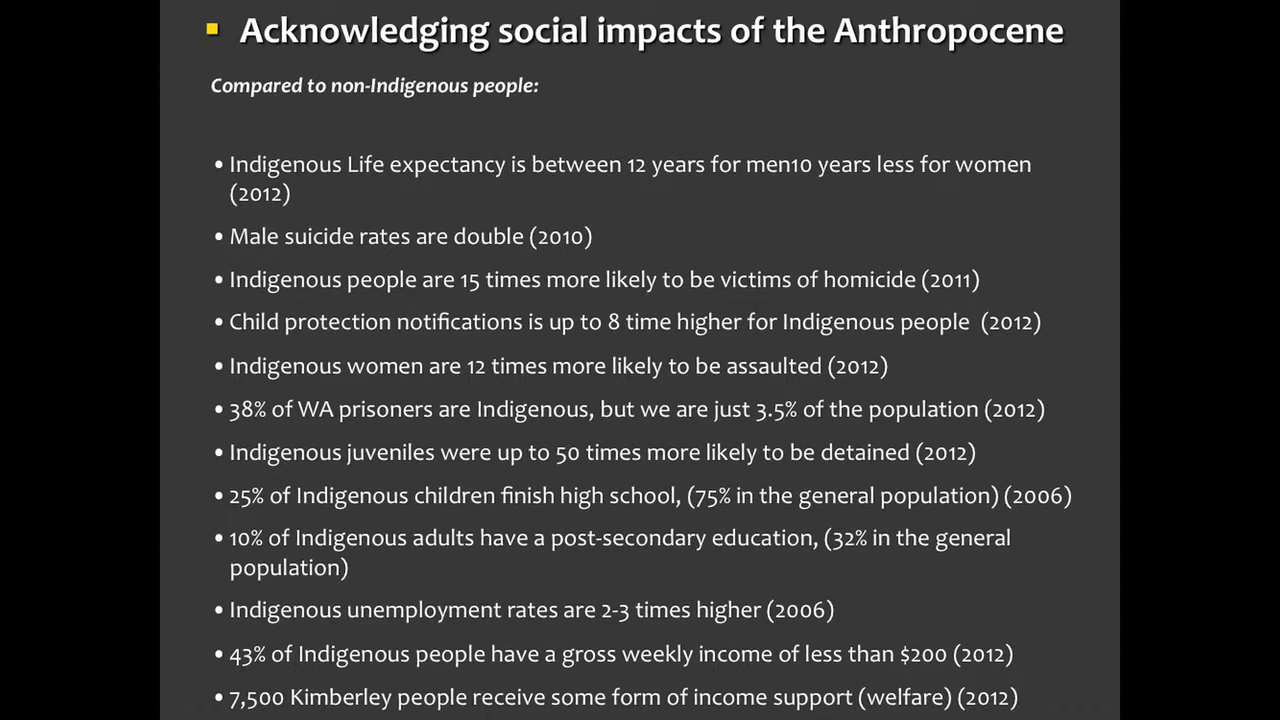 ▪ Acknowledging social impacts of the Anthropocene
Compared to non-Indigenous people:
• Indigenous Life expectancy is between 12 years for men10 years less for women
(2012)
• Male suicide rates are double (2010)
• Indigenous people are 15 times more likely to be victims of homicide (2011)
• Child protection notifications is up to 8 time higher for Indigenous people (2012)
• Indigenous women are 12 times more likely to be assaulted (2012)
• 38% of WA prisoners are Indigenous, but we are just 3.5% of the population (2012)
• Indigenous juveniles were up to 50 times more likely to be detained (2012)
• 25% of Indigenous children finish high school, (75% in the general population) (2006)
• 10% of Indigenous adults have a post-secondary education, (32% in the general
population)
• Indigenous unemployment rates are 2-3 times higher (2006)
• 43% of Indigenous people have a gross weekly income of less than $200 (2012)
• 7,500 Kimberley people receive some form of income support (welfare) (2012)